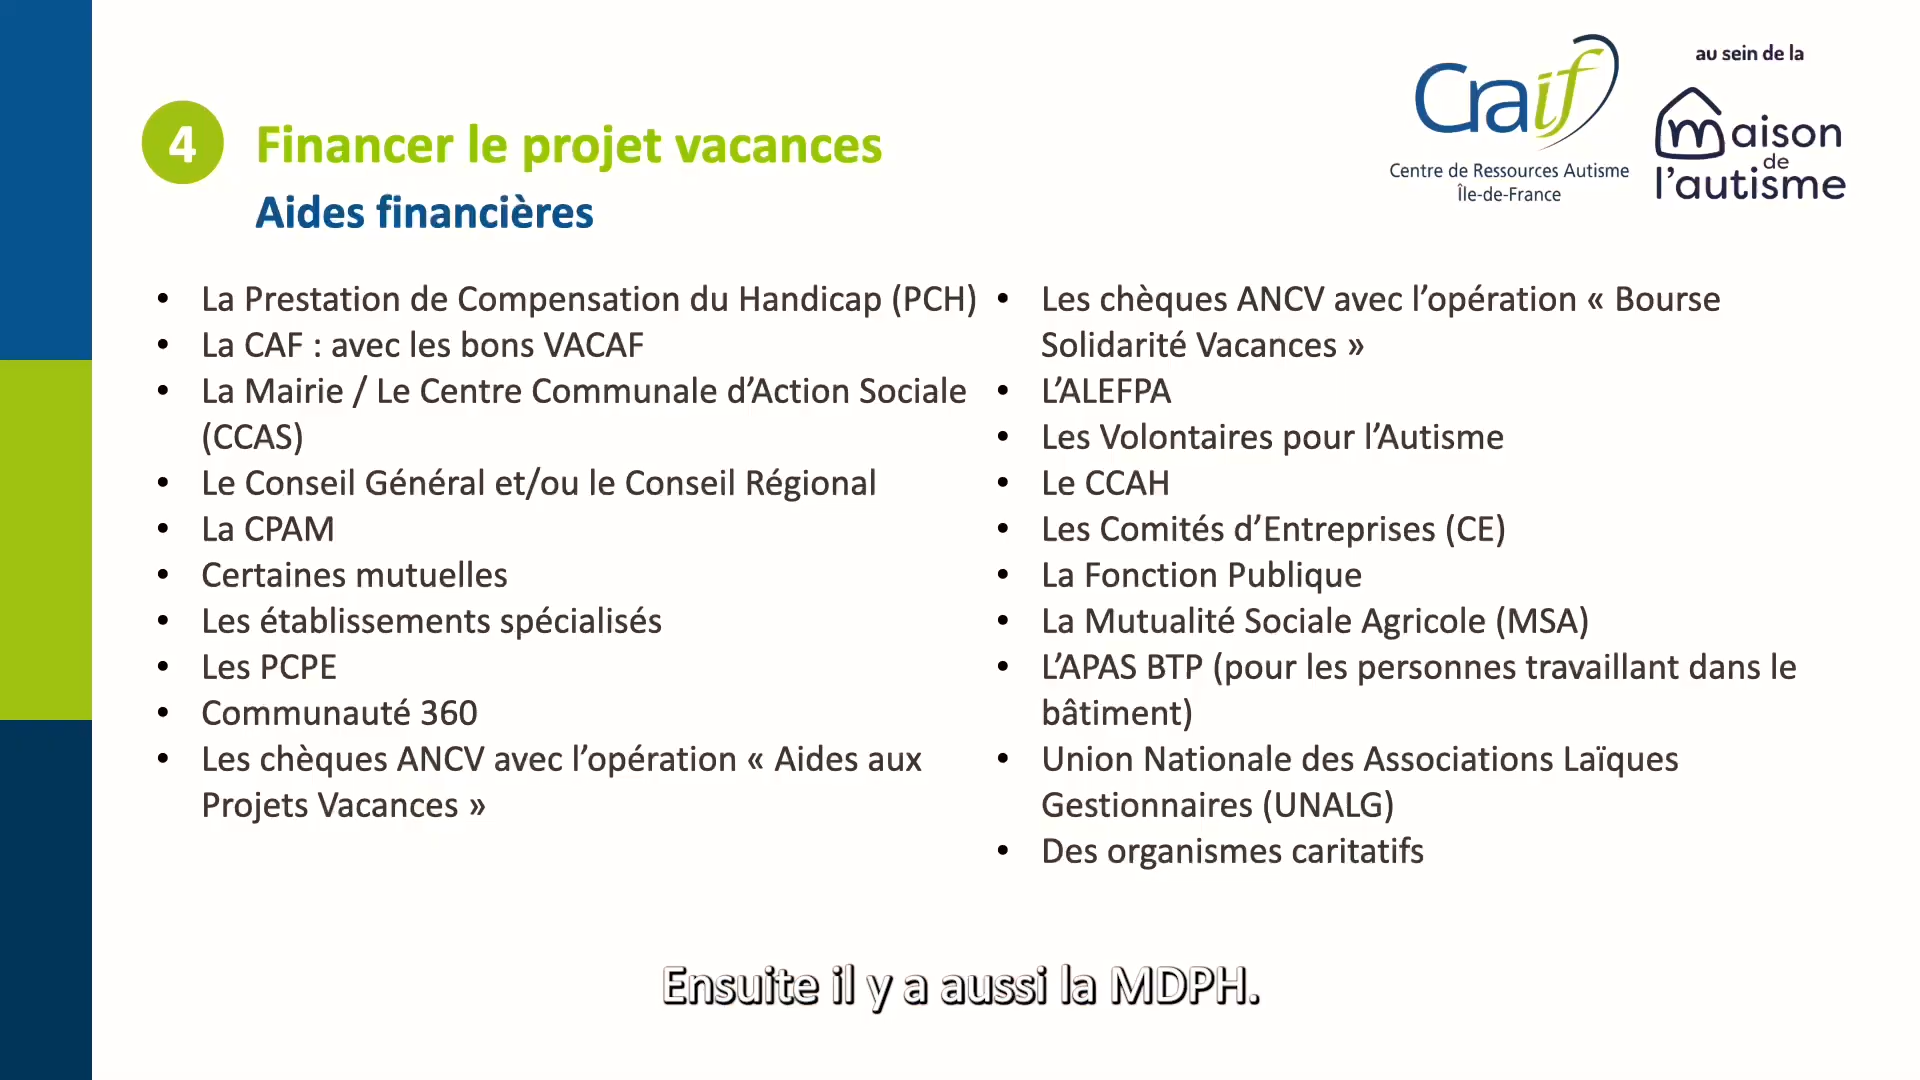 4 Financer le projet vacances
Aides financières
Craif
Centre de Ressources Autisme
Île-de-France
au sein de la
maison
de
l'autisme
• La Prestation de Compensation du Handicap (PCH)
• La CAF : avec les bons VACAF
• La Mairie / Le Centre Communale d’Action Sociale
(CCAS)
• Le Conseil Général et/ou le Conseil Régional
• La CPAM
• Certaines mutuelles
• Les établissements spécialisés
• Les PCPE
• Communauté 360
• Les chèques ANCV avec l’opération « Aides aux
Projets Vacances »
• Les chèques ANCV avec l’opération « Bourse
Solidarité Vacances »
• L’ALEFPA
• Les Volontaires pour l’Autisme
• Le CCAH
• Les Comités d’Entreprises (CE)
• La Fonction Publique
• La Mutualité Sociale Agricole (MSA)
• L’APAS BTP (pour les personnes travaillant dans le
bâtiment)
• Union Nationale des Associations Laïques
Gestionnaires (UNALG)
• Des organismes caritatifs
Ensuite il y a aussi la MDPH.